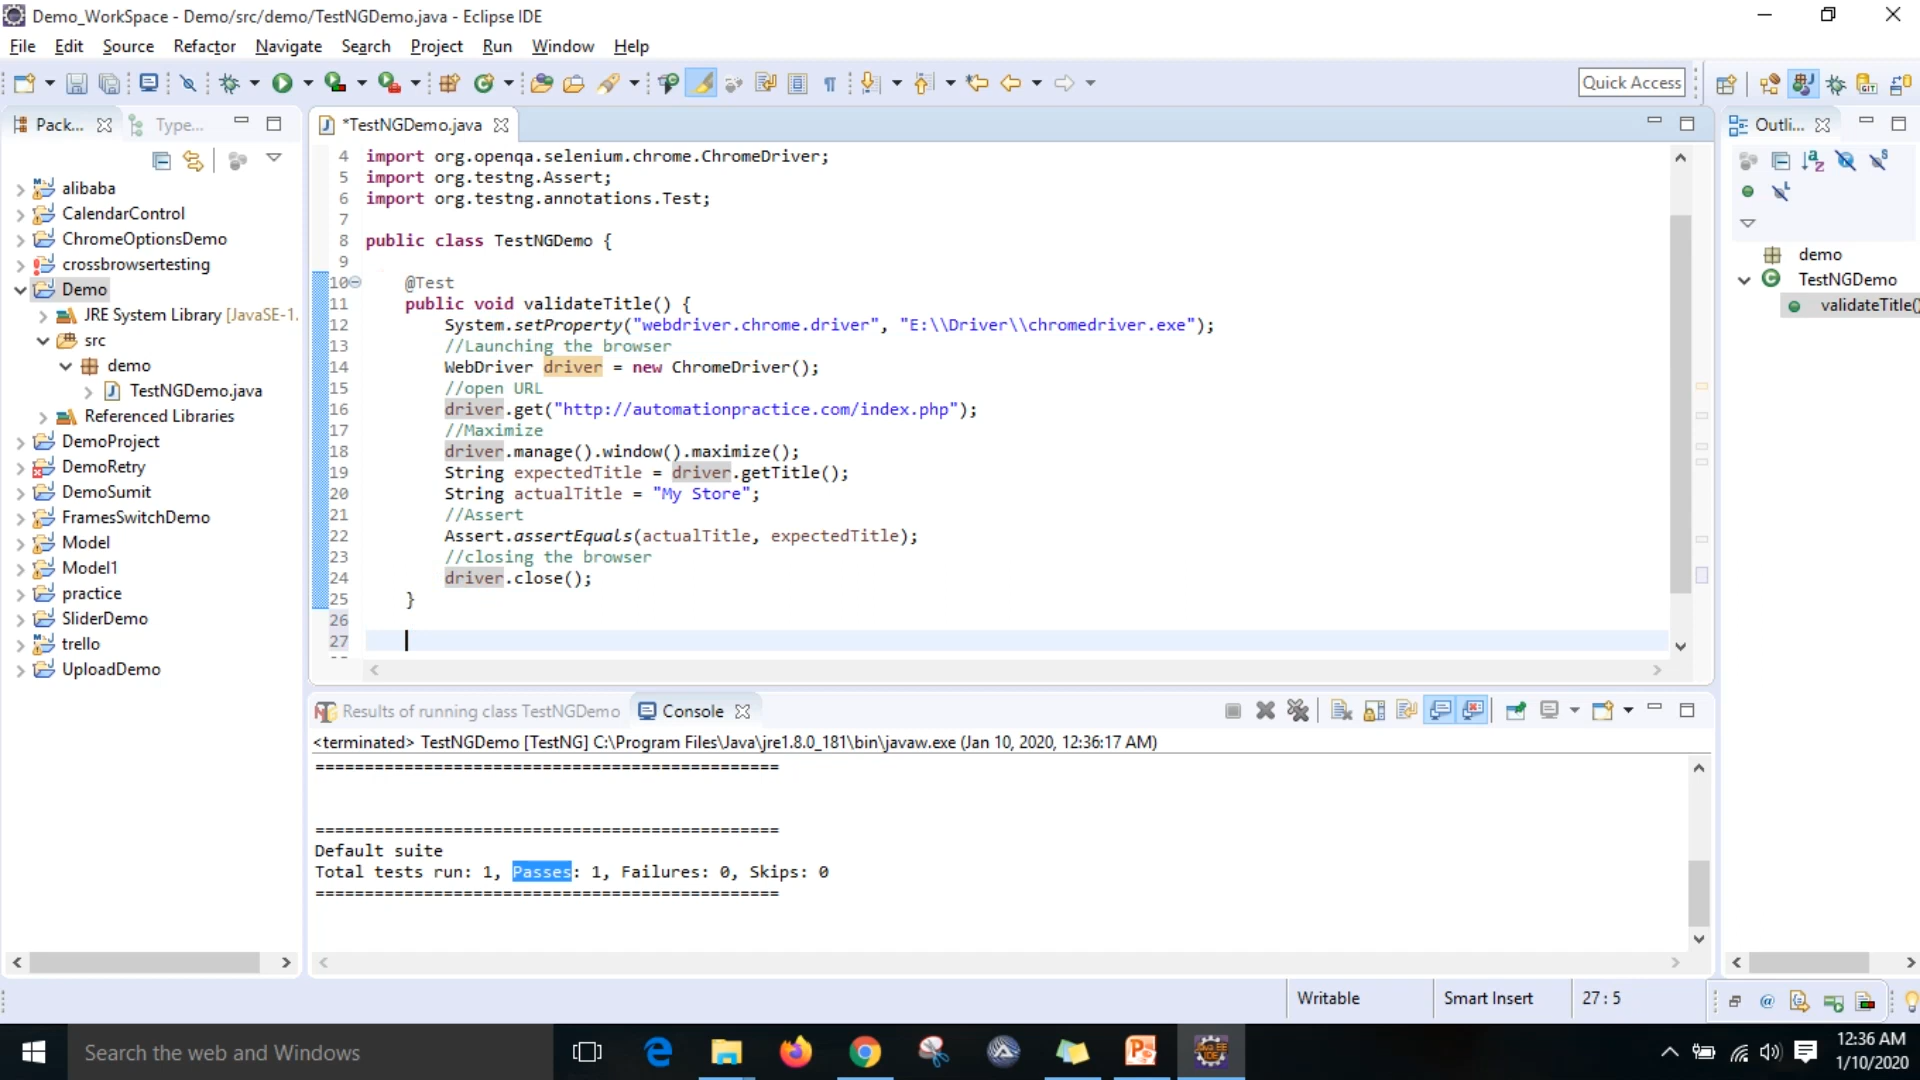 Demo_WorkSpace - Demo/src/demo/TestNGDemo.java - Eclipse IDE
File Edit Source Refactor Navigate Search Project Run Window Help
Quick Access
Pack... Type...
alibaba
CalendarControl
ChromeOptionsDemo
crossbrowsertesting
Demo
JRE System Library [JavaSE-1.
src
demo
TestNGDemo.java
Referenced Libraries
DemoProject
DemoRetry
DemoSumit
FramesSwitchDemo
Model
Model1
practice
SliderDemo
trello
UploadDemo
*TestNGDemo.java
4 import org.openqa.selenium.chrome.ChromeDriver;
5 import org.testng.Assert;
6 import org.testng.annotations.Test;
7
8 public class TestNGDemo {
9
10 @Test
11 public void validateTitle() {
12 System.setProperty("webdriver.chrome.driver", "E:\\Driver\\chromedriver.exe");
13 //Launching the browser
14 WebDriver driver = new ChromeDriver();
15 //open URL
16 driver.get("http://automationpractice.com/index.php");
17 //Maximize
18 driver.manage().window().maximize();
19 String expectedTitle = driver.getTitle();
20 String actualTitle = "My Store";
21 //Assert
22 Assert.assertEquals(actualTitle, expectedTitle);
23 //closing the browser
24 driver.close();
25 }
26
27
Outli...
demo
TestNGDemo
validateTitle()
Results of running class TestNGDemo Console
<terminated> TestNGDemo [TestNG] C:\Program Files\Java\jre1.8.0_181\bin\javaw.exe (Jan 10, 2020, 12:36:17 AM)
===============================================
===============================================
Default suite
Total tests run: 1, Passes: 1, Failures: 0, Skips: 0
===============================================
Writable Smart Insert 27 : 5
Search the web and Windows
12:36 AM
1/10/2020